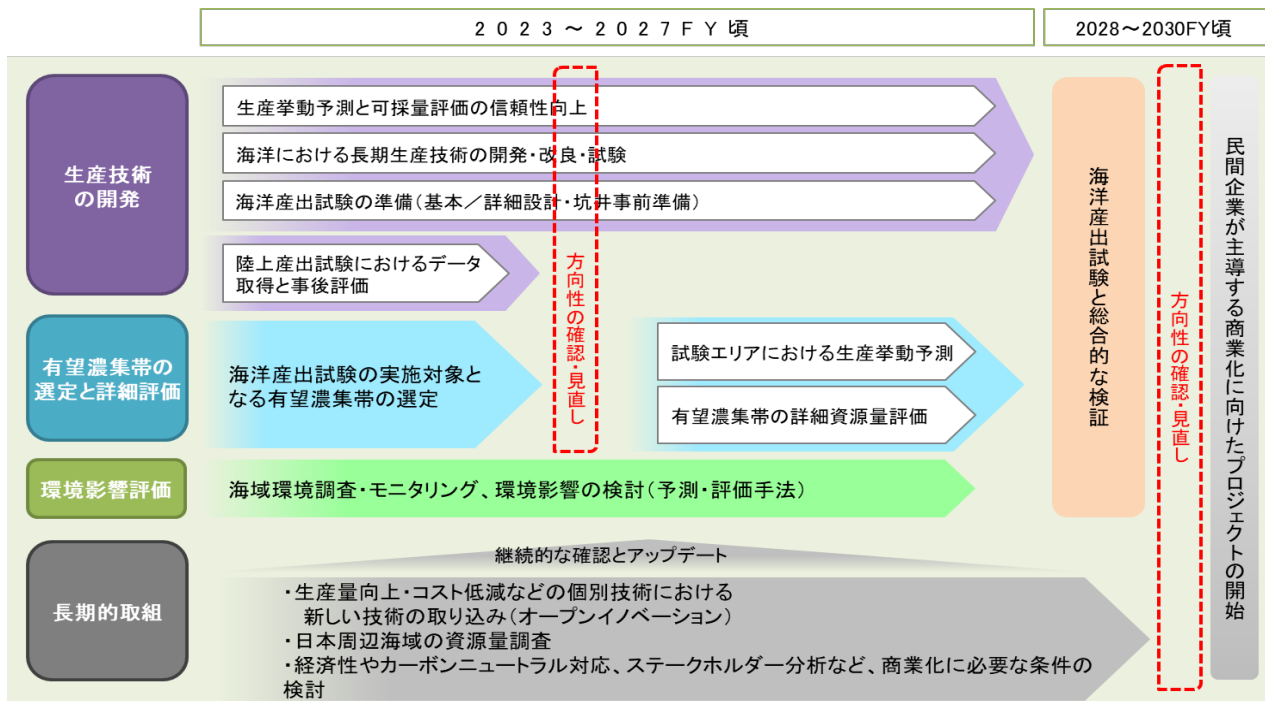 2023～2027FY頃
2028～2030FY頃
生産技術
の開発
生産挙動予測と可採量評価の信頼性向上
海洋における長期生産技術の開発・改良・試験
海洋産出試験の準備（基本／詳細設計・坑井事前準備）
陸上産出試験におけるデータ
取得と事後評価
方向性の確認・見直し
有望濃集帯の
選定と詳細評価
海洋産出試験の実施対象と
なる有望濃集帯の選定
試験エリアにおける生産挙動予測
有望濃集帯の詳細資源量評価
環境影響評価
海域環境調査・モニタリング、環境影響の検討（予測・評価手法）
長期的取組
継続的な確認とアップデート
・生産量向上・コスト低減などの個別技術における
新しい技術の取り込み（オープンイノベーション）
・日本周辺海域の資源量調査
・経済性やカーボンニュートラル対応、ステークホルダー分析など、商業化に必要な条件の
検討
海洋産出試験と総合的な検証
方向性の確認・見直し
民間企業が主導する商業化に向けたプロジェクトの開始